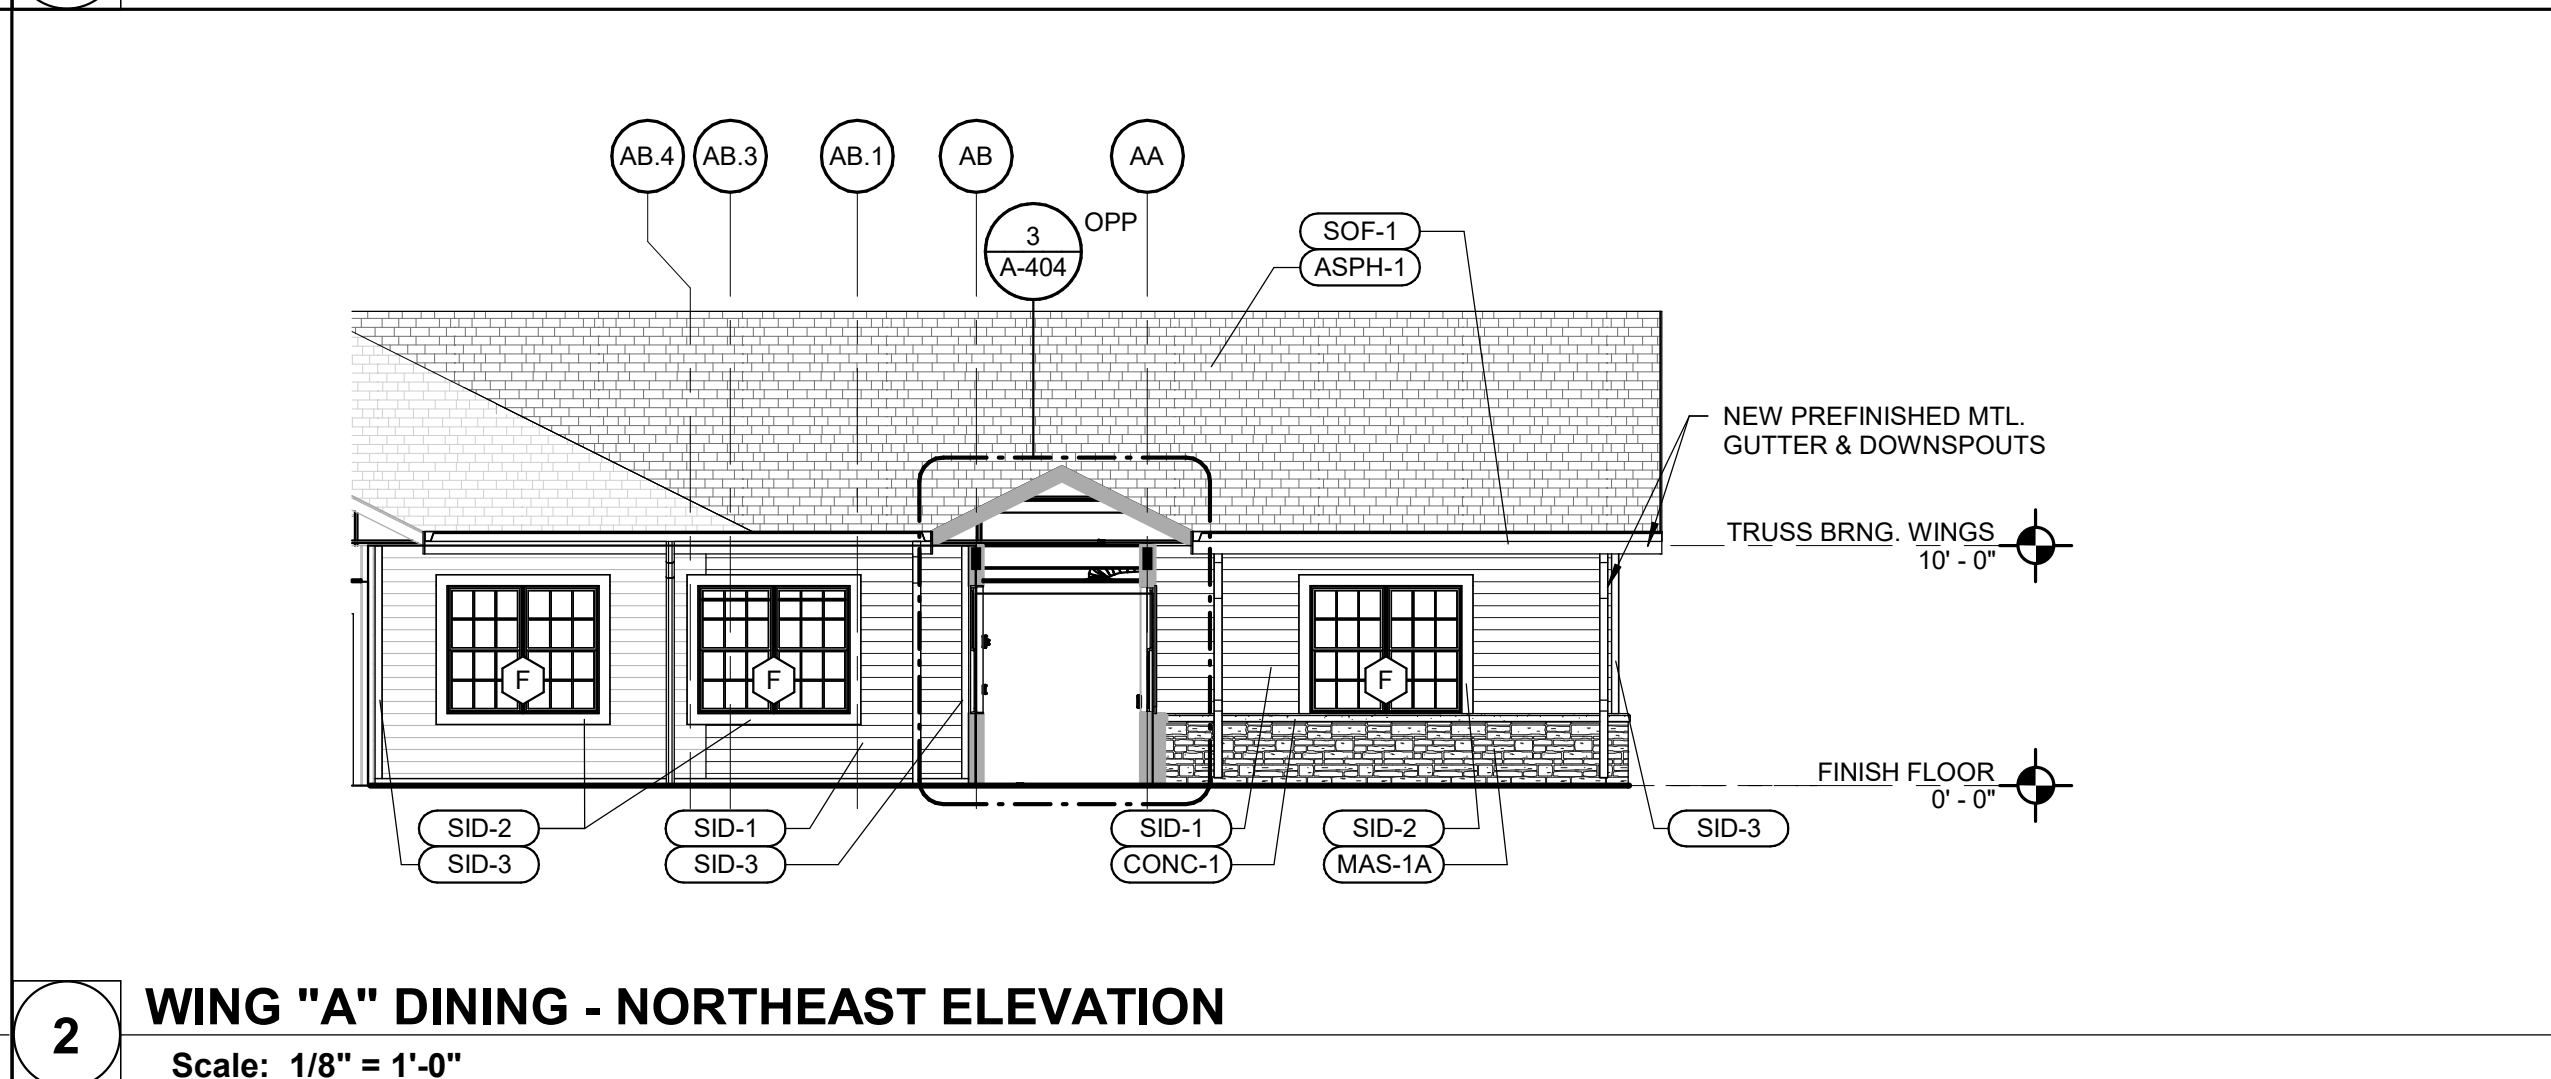 AB.4
AB.3
AB.1
AB
AA
3
A-404
OPP
SOF-1
ASPH-1
NEW PREFINISHED MTL.
GUTTER & DOWNSPOUTS
TRUSS BRNG. WINGS
10' - 0"
F
F
F
FINISH FLOOR
0' - 0"
SID-2
SID-3
SID-1
SID-3
SID-1
CONC-1
SID-2
MAS-1A
SID-3
2
WING "A" DINING - NORTHEAST ELEVATION
Scale: 1/8" = 1'-0"